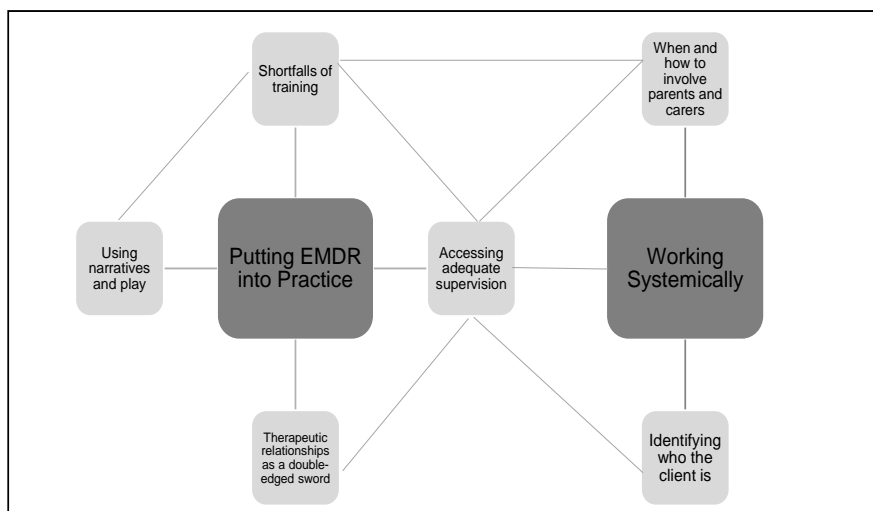 Shortfalls of
training
When and
how to
involve
parents and
carers
Using
narratives
and play
Putting EMDR
into Practice
Accessing
adequate
supervision
Working
Systemically
Therapeutic
relationships
as a double-
edged sword
Identifying
who the
client is